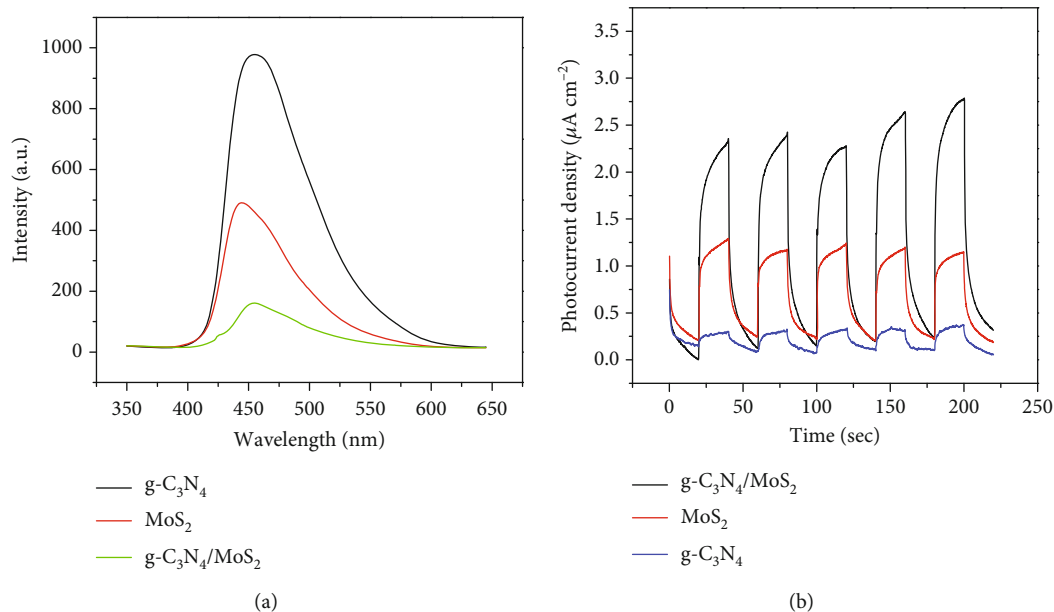 1000
800
600
400
200
0
Intensity (a.u.)
350 400 450 500 550 600 650
Wavelength (nm)
g-C₃N₄
MoS₂
g-C₃N₄/MoS₂
(a)
3.5
3.0
2.5
2.0
1.5
1.0
0.5
0.0
Photocurrent density (μA cm⁻²)
0 50 100 150 200 250
Time (sec)
g-C₃N₄/MoS₂
MoS₂
g-C₃N₄
(b)